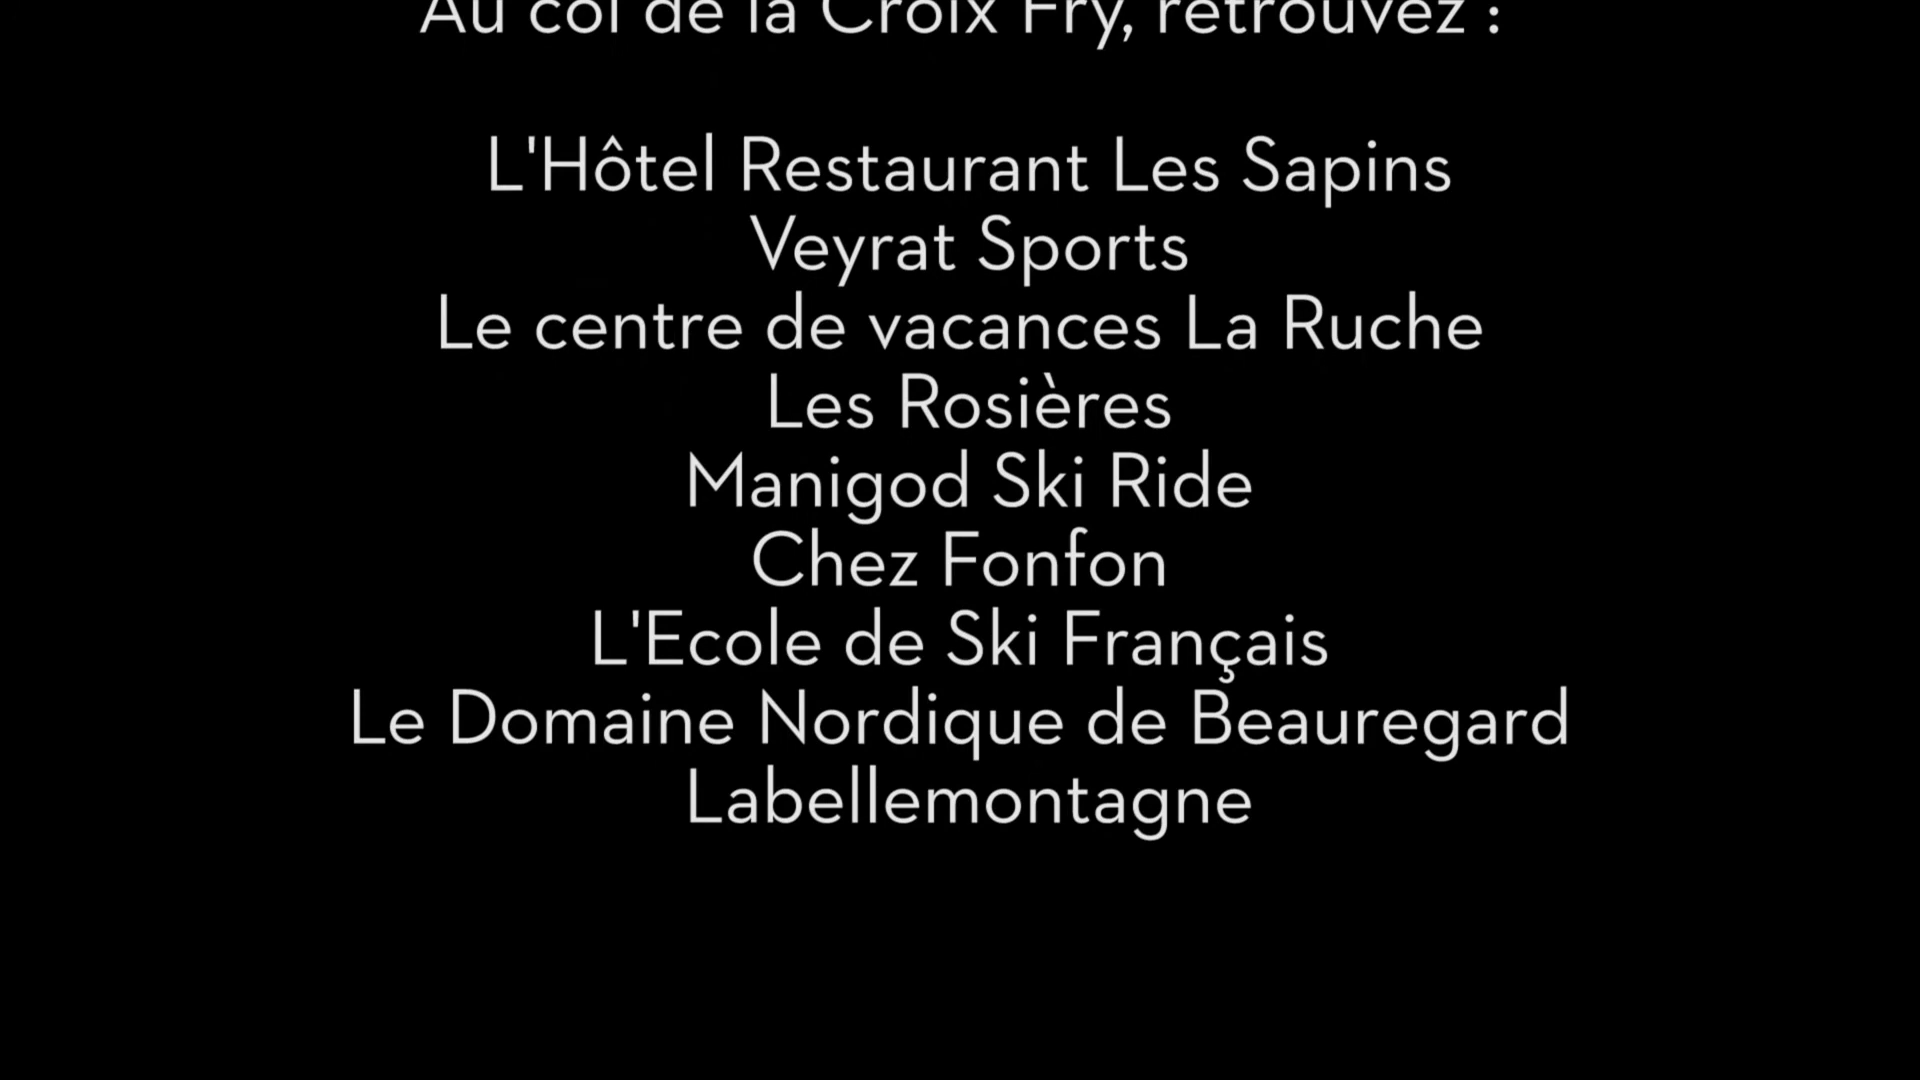 Au col de la Croix Fry, retrouvez :
L'Hôtel Restaurant Les Sapins
Veyrat Sports
Le centre de vacances La Ruche
Les Rosières
Manigod Ski Ride
Chez Fonfon
L'Ecole de Ski Français
Le Domaine Nordique de Beauregard
Labellemontagne